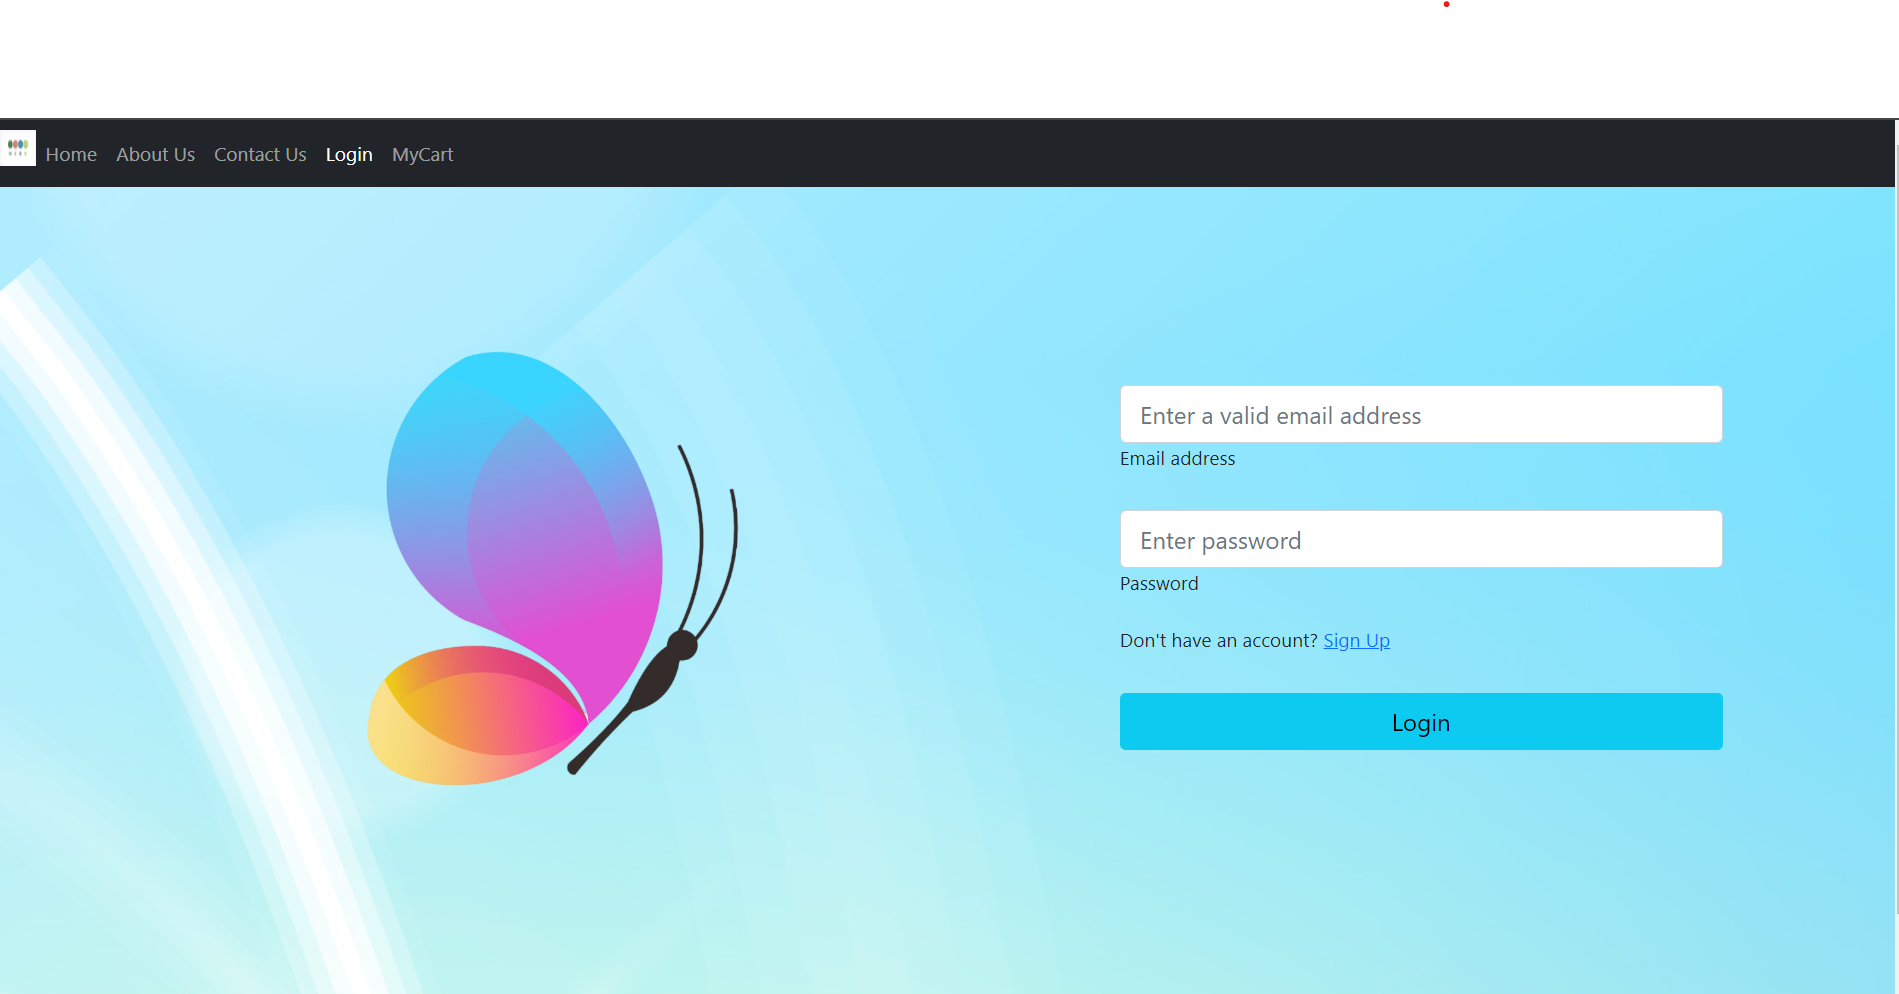 Home About Us Contact Us Login MyCart
Enter a valid email address
Email address
Enter password
Password
Don't have an account? Sign Up
Login